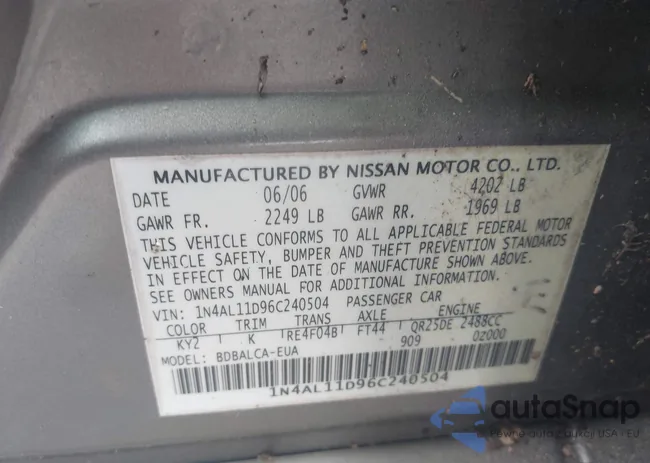 MANUFACTURED BY NISSAN MOTOR CO., LTD.
DATE 06/06 GVWR 4202 LB
GAWR FR. 2249 LB GAWR RR. 1969 LB
THIS VEHICLE CONFORMS TO ALL APPLICABLE FEDERAL MOTOR
VEHICLE SAFETY, BUMPER AND THEFT PREVENTION STANDARDS
IN EFFECT ON THE DATE OF MANUFACTURE SHOWN ABOVE.
SEE OWNERS MANUAL FOR ADDITIONAL INFORMATION.
VIN: 1N4AL11D96C240504 PASSENGER CAR
COLOR TRIM TRANS AXLE ENGINE
KY2 K RE4F04B FT44 QR25DE 2488CC
MODEL: BDBALCA-EUA 909 02000
1N4AL11D96C240504
autoSnap